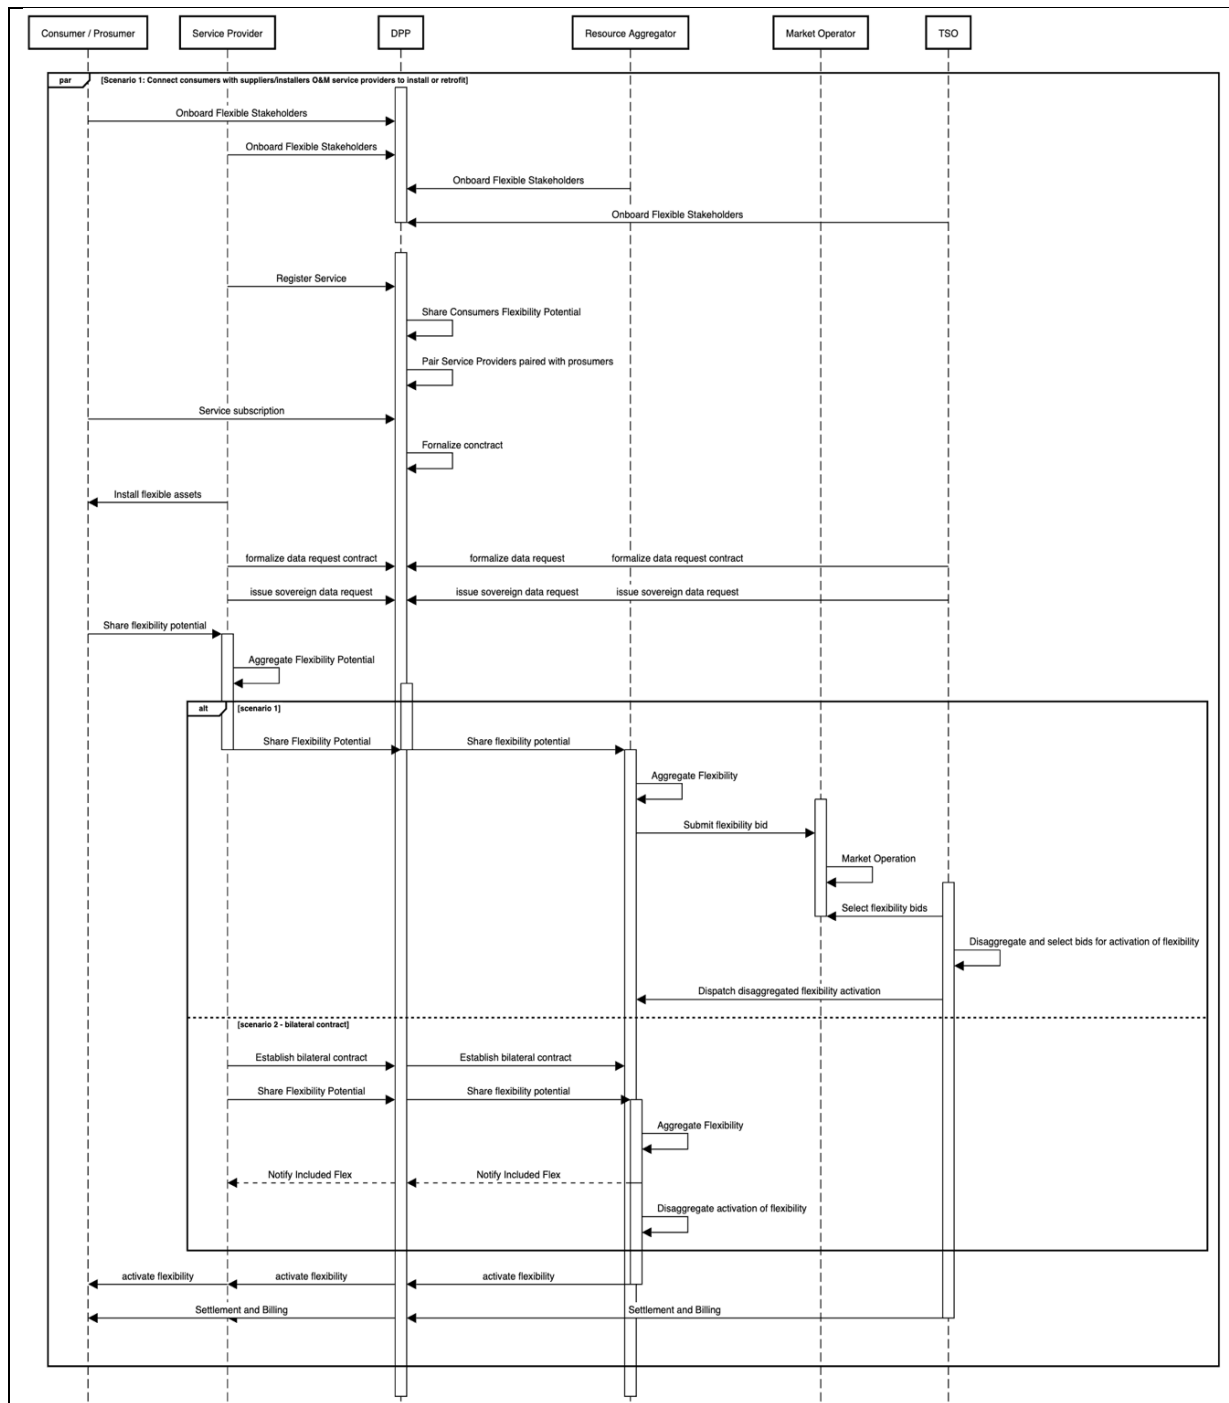 Consumer / Prosumer
Service Provider
DPP
Resource Aggregator
Market Operator
TSO
par
[Scenario 1: Connect consumers with suppliers/installers O&M service providers to install or retrofit]
Onboard Flexible Stakeholders
Onboard Flexible Stakeholders
Onboard Flexible Stakeholders
Onboard Flexible Stakeholders
Register Service
Share Consumers Flexibility Potential
Pair Service Providers paired with prosumers
Service subscription
Fornalize conctract
Install flexible assets
formalize data request contract
formalize data request
formalize data request contract
issue sovereign data request
issue sovereign data request
issue sovereign data request
Share flexibility potential
Aggregate Flexibility Potential
alt
[scenario 1]
Share Flexibility Potential
Share flexibility potential
Aggregate Flexibility
Submit flexibility bid
Market Operation
Select flexibility bids
Disaggregate and select bids for activation of flexibility
Dispatch disaggregated flexibility activation
[scenario 2 - bilateral contract]
Establish bilateral contract
Establish bilateral contract
Share Flexibility Potential
Share flexibility potential
Aggregate Flexibility
Notify Included Flex
Notify Included Flex
Disaggregate activation of flexibility
activate flexibility
activate flexibility
activate flexibility
Settlement and Billing
Settlement and Billing